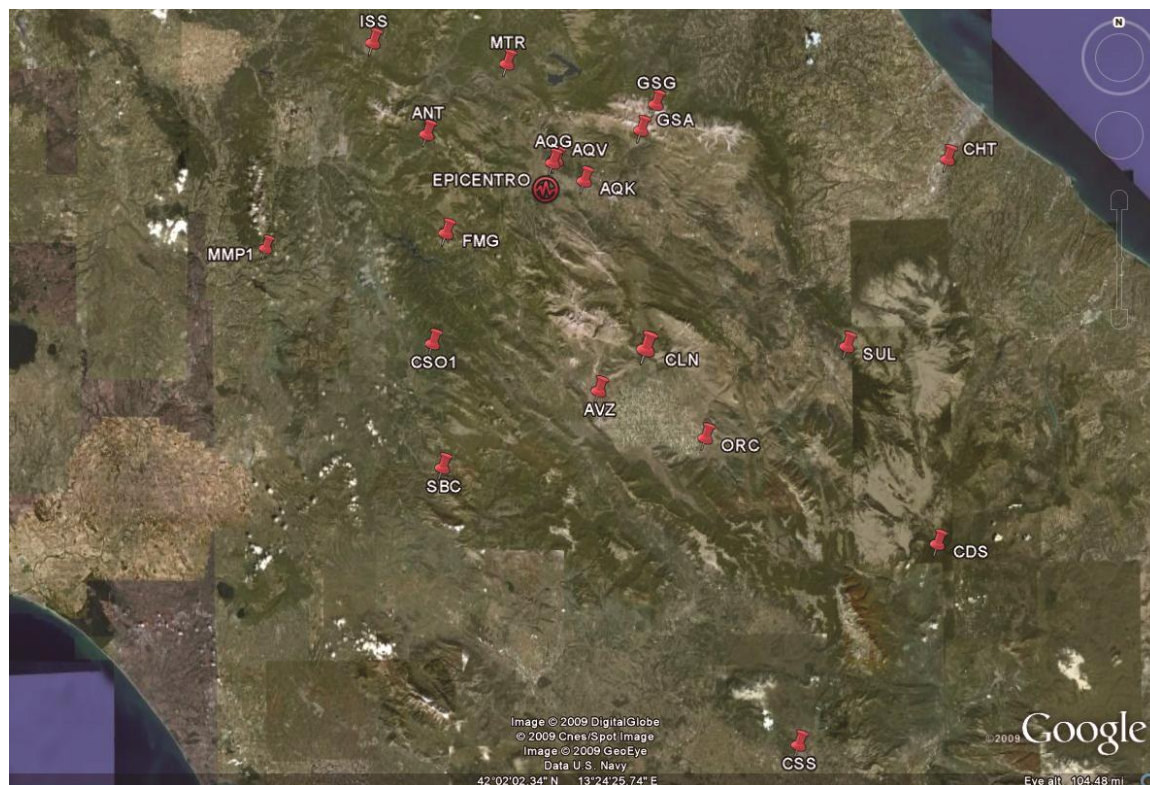 ISS
N
MTR
GSG
ANT
GSA
AQG
AQV
CHT
EPICENTRO
AQK
FMG
MMP1
SUL
CSO1
CLN
AVZ
ORC
SBC
CDS
Image © 2009 DigitalGlobe
© 2009 Cnes/Spot Image
Image © 2009 GeoEye
Data U.S. Navy
©2009 Google
CSS
42°02'02.34" N 13°24'25.74" E
Eye alt 104.48 mi